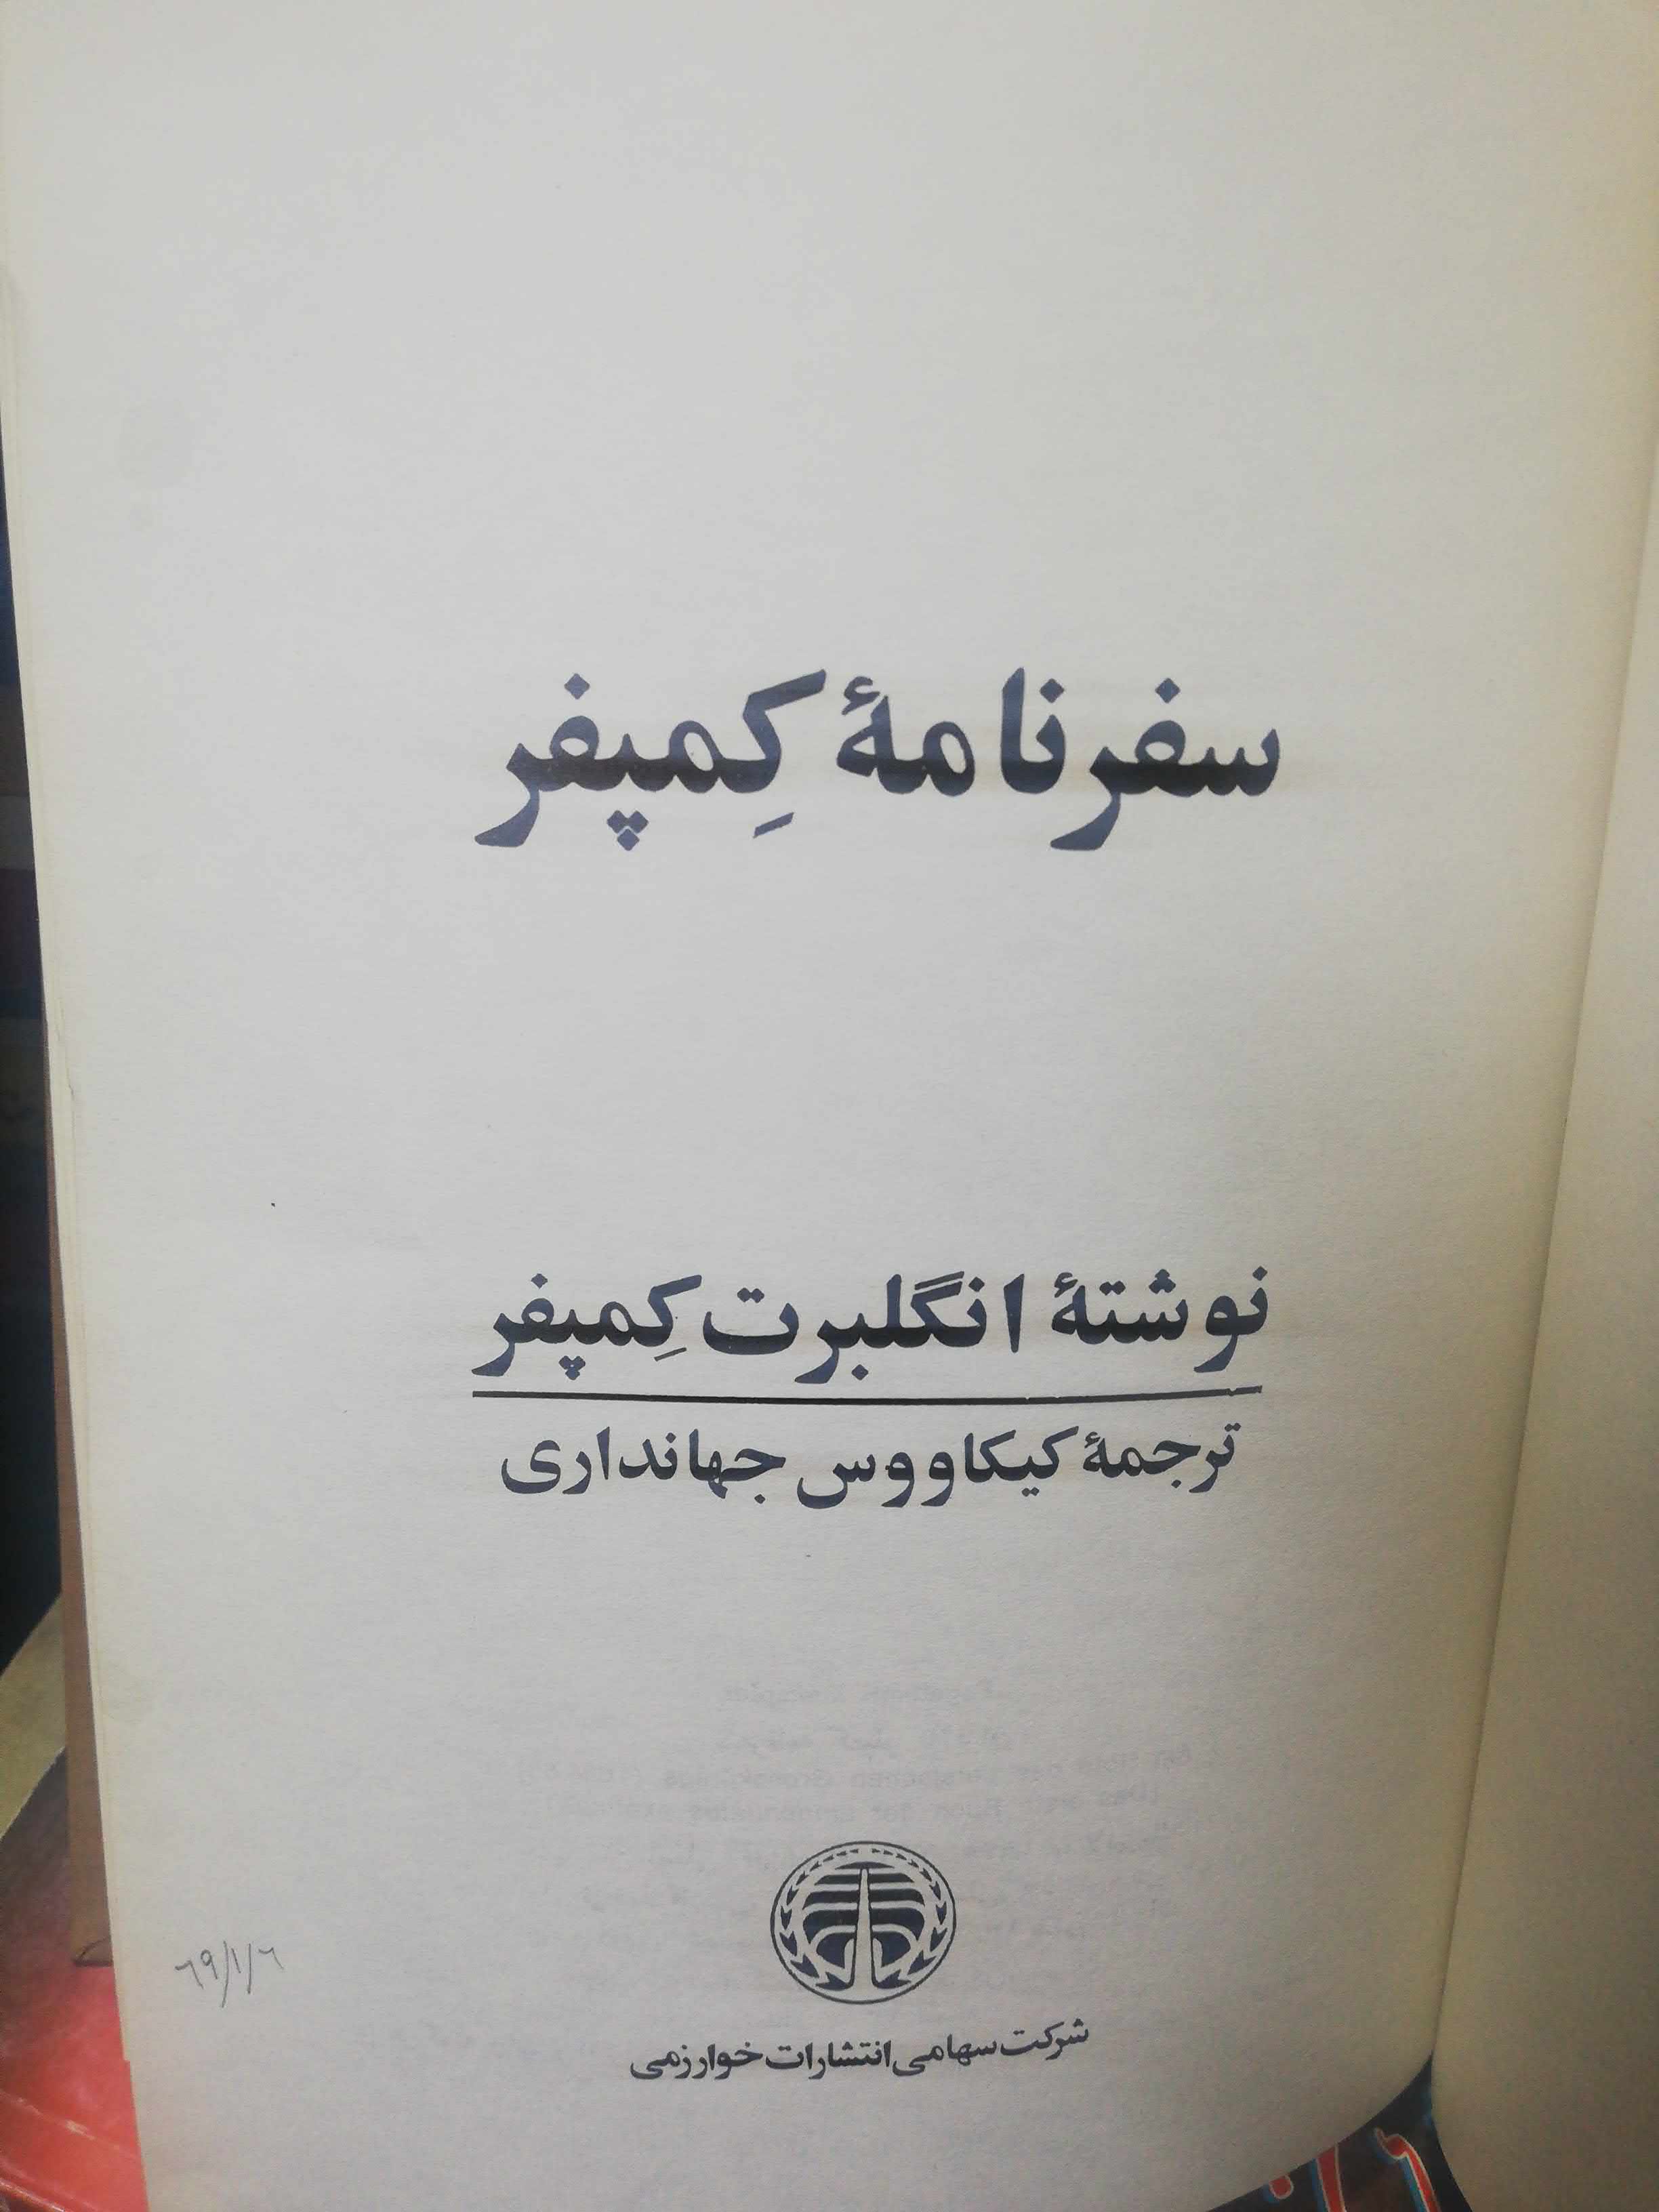 سفرنامهٔ کِمپفر
نوشتهٔ انگلبرت کِمپفر
ترجمهٔ کیکاووس جهانداری
شرکت سهامی انتشارات خوارزمی
۶۹/۱/۶